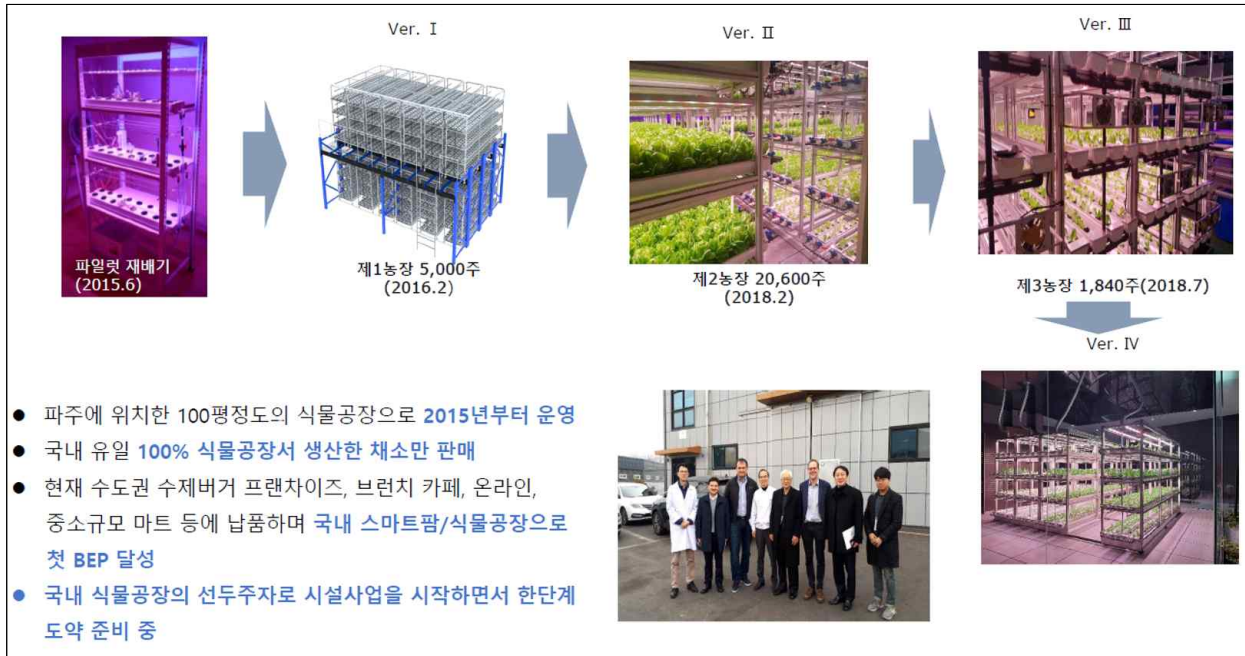 Ver. Ⅰ
Ver. Ⅱ
Ver. Ⅲ
파일럿 재배기
(2015.6)
제1농장 5,000주
(2016.2)
제2농장 20,600주
(2018.2)
제3농장 1,840주(2018.7)
Ver. Ⅳ
● 파주에 위치한 100평정도의 식물공장으로 2015년부터 운영
● 국내 유일 100% 식물공장서 생산한 채소만 판매
● 현재 수도권 수제버거 프랜차이즈, 브런치 카페, 온라인,
중소규모 마트 등에 납품하며 국내 스마트팜/식물공장으로
첫 BEP 달성
● 국내 식물공장의 선두주자로 시설사업을 시작하면서 한단계
도약 준비 중